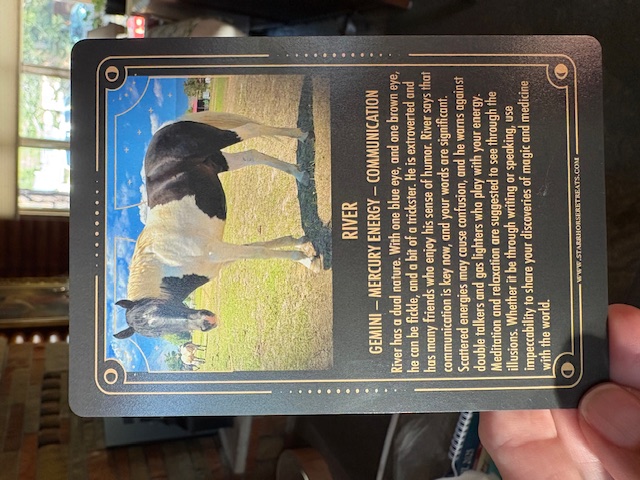 RIVER
GEMINI – MERCURY ENERGY – COMMUNICATION
River has a dual nature. With one blue eye, and one brown eye,
he can be fickle, and a bit of a trickster. He is extroverted and
has many friends who enjoy his sense of humor. River says that
communication is key now, and your words are significant.
Scattered energies may cause confusion, and he warns against
double talkers and gas lighters who play with your energy.
Meditation and relaxation are suggested to see through the
illusions. Whether it be through writing or speaking, use
impeccability to share your discoveries of magic and medicine
with the world.
WWW.STARRHORSERETREATS.COM